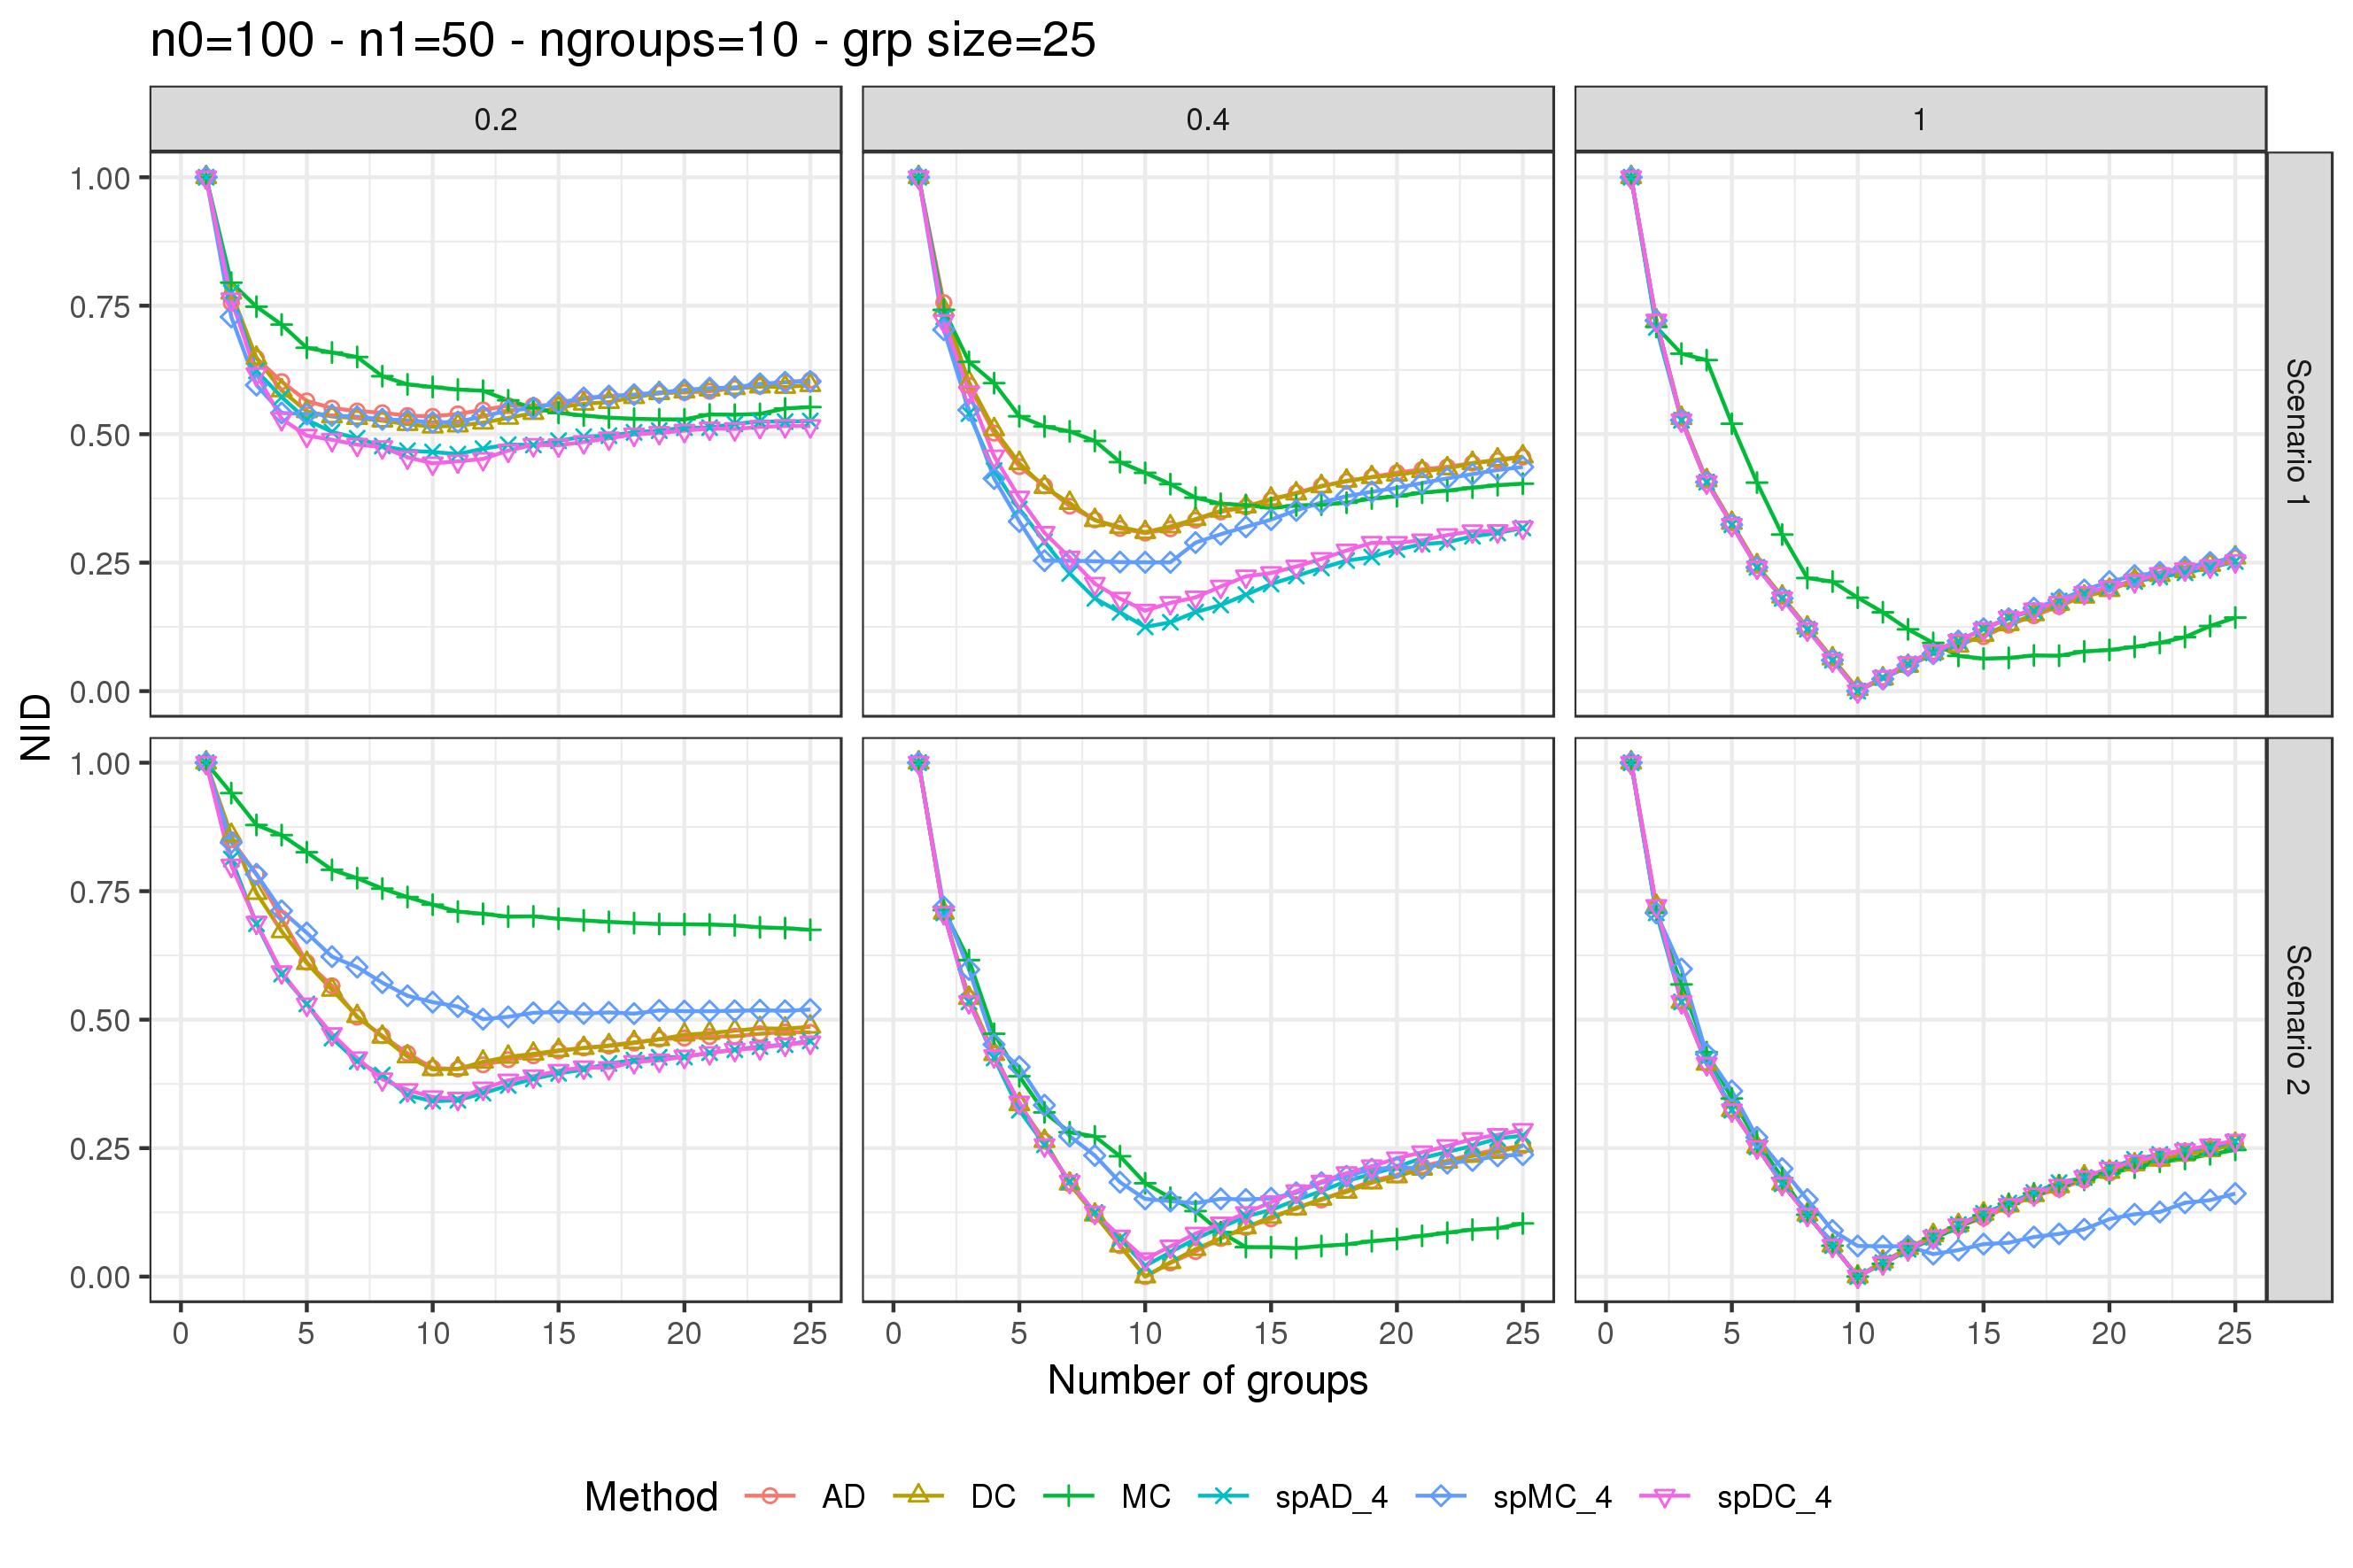 n0=100 - n1=50 - ngroups=10 - grp size=25
0.2 0.4 1
1.00
0.75
0.50
0.25
0.00
Scenario 1
NID
1.00
0.75
0.50
0.25
0.00
Scenario 2
0 5 10 15 20 25 0 5 10 15 20 25 0 5 10 15 20 25
Number of groups
Method AD DC MC spAD_4 spMC_4 spDC_4